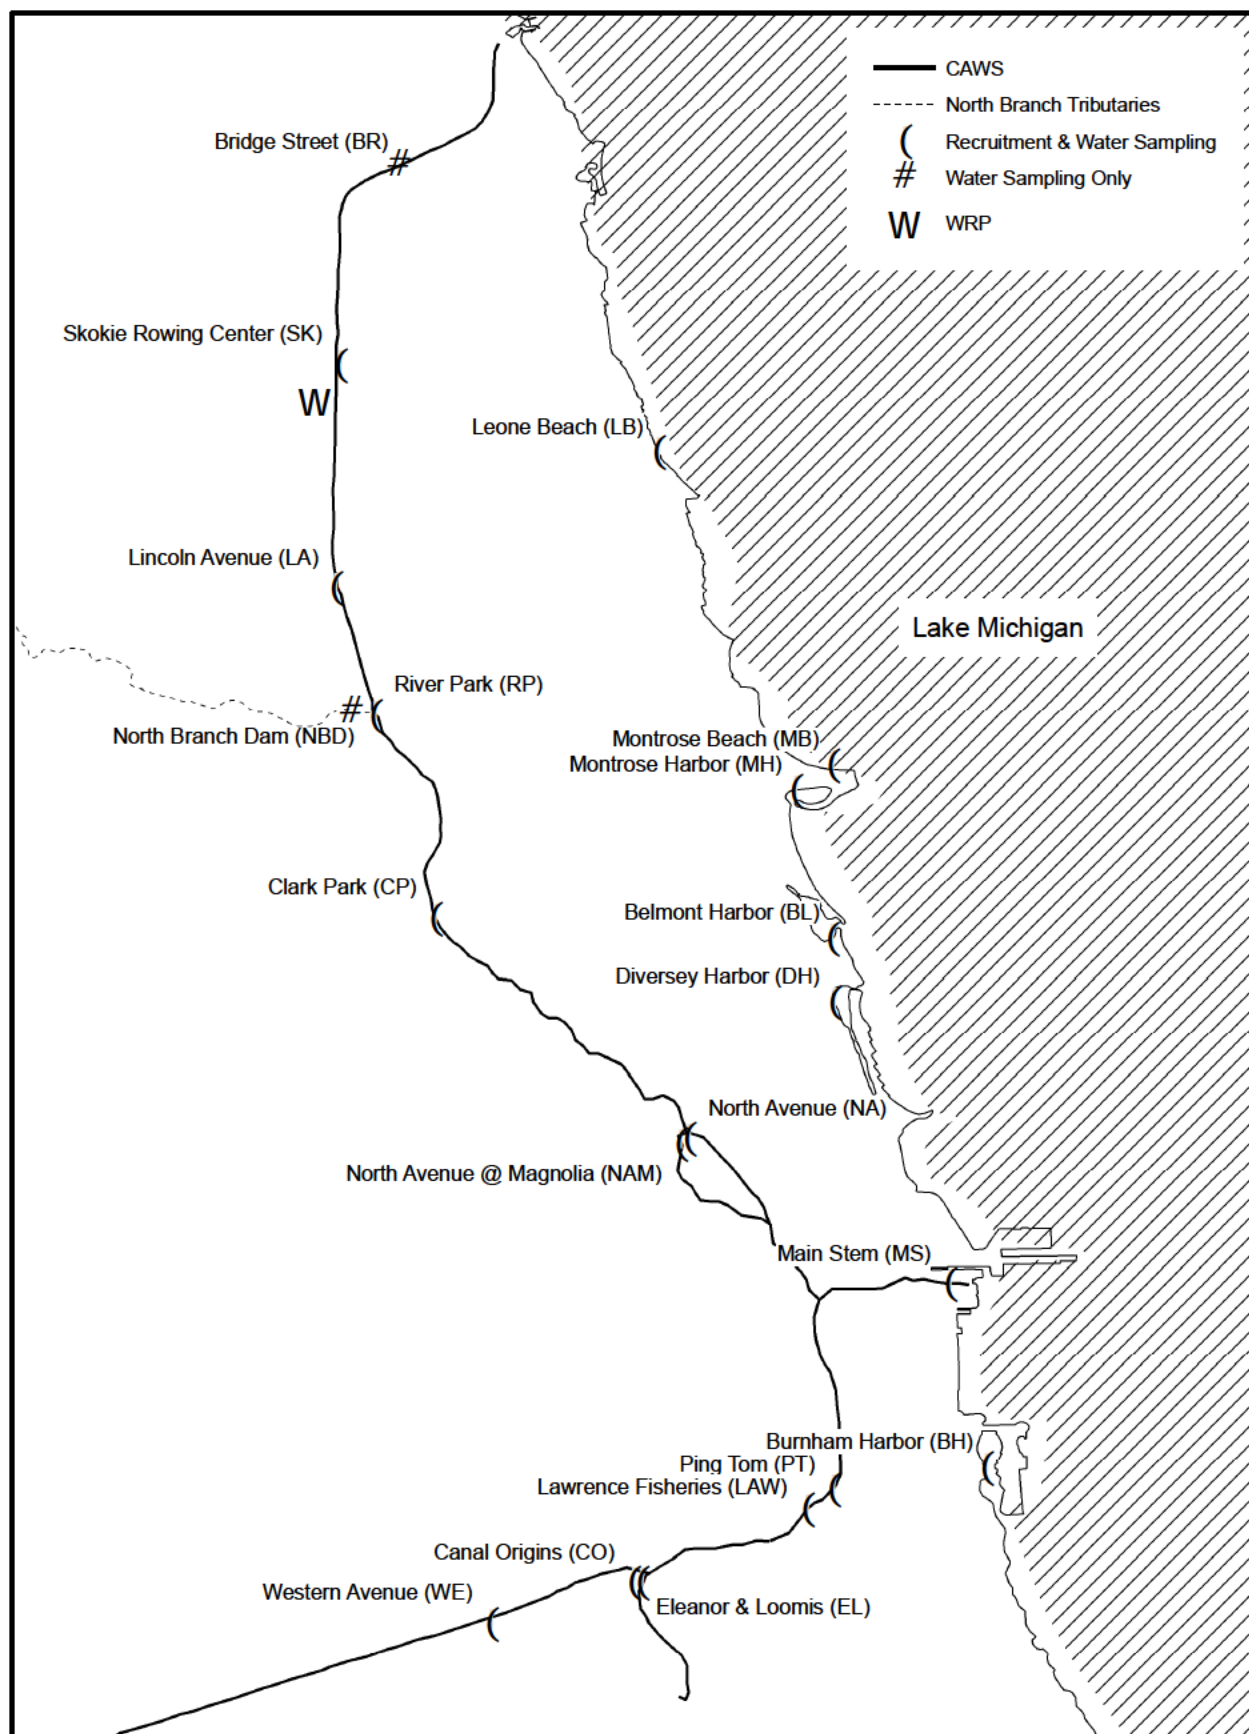 CAWS
North Branch Tributaries
( Recruitment & Water Sampling
# Water Sampling Only
W WRP
Bridge Street (BR)
#
Skokie Rowing Center (SK)
(
W
Leone Beach (LB)
(
Lincoln Avenue (LA)
(
Lake Michigan
River Park (RP)
# (
North Branch Dam (NBD)
Montrose Beach (MB)
(
Montrose Harbor (MH)
(
Clark Park (CP)
(
Belmont Harbor (BL)
(
Diversey Harbor (DH)
(
North Avenue (NA)
( (
North Avenue @ Magnolia (NAM)
Main Stem (MS)
(
Burnham Harbor (BH)
(
Ping Tom (PT)
(
Lawrence Fisheries (LAW)
(
Canal Origins (CO)
( (
Western Avenue (WE)
(
Eleanor & Loomis (EL)